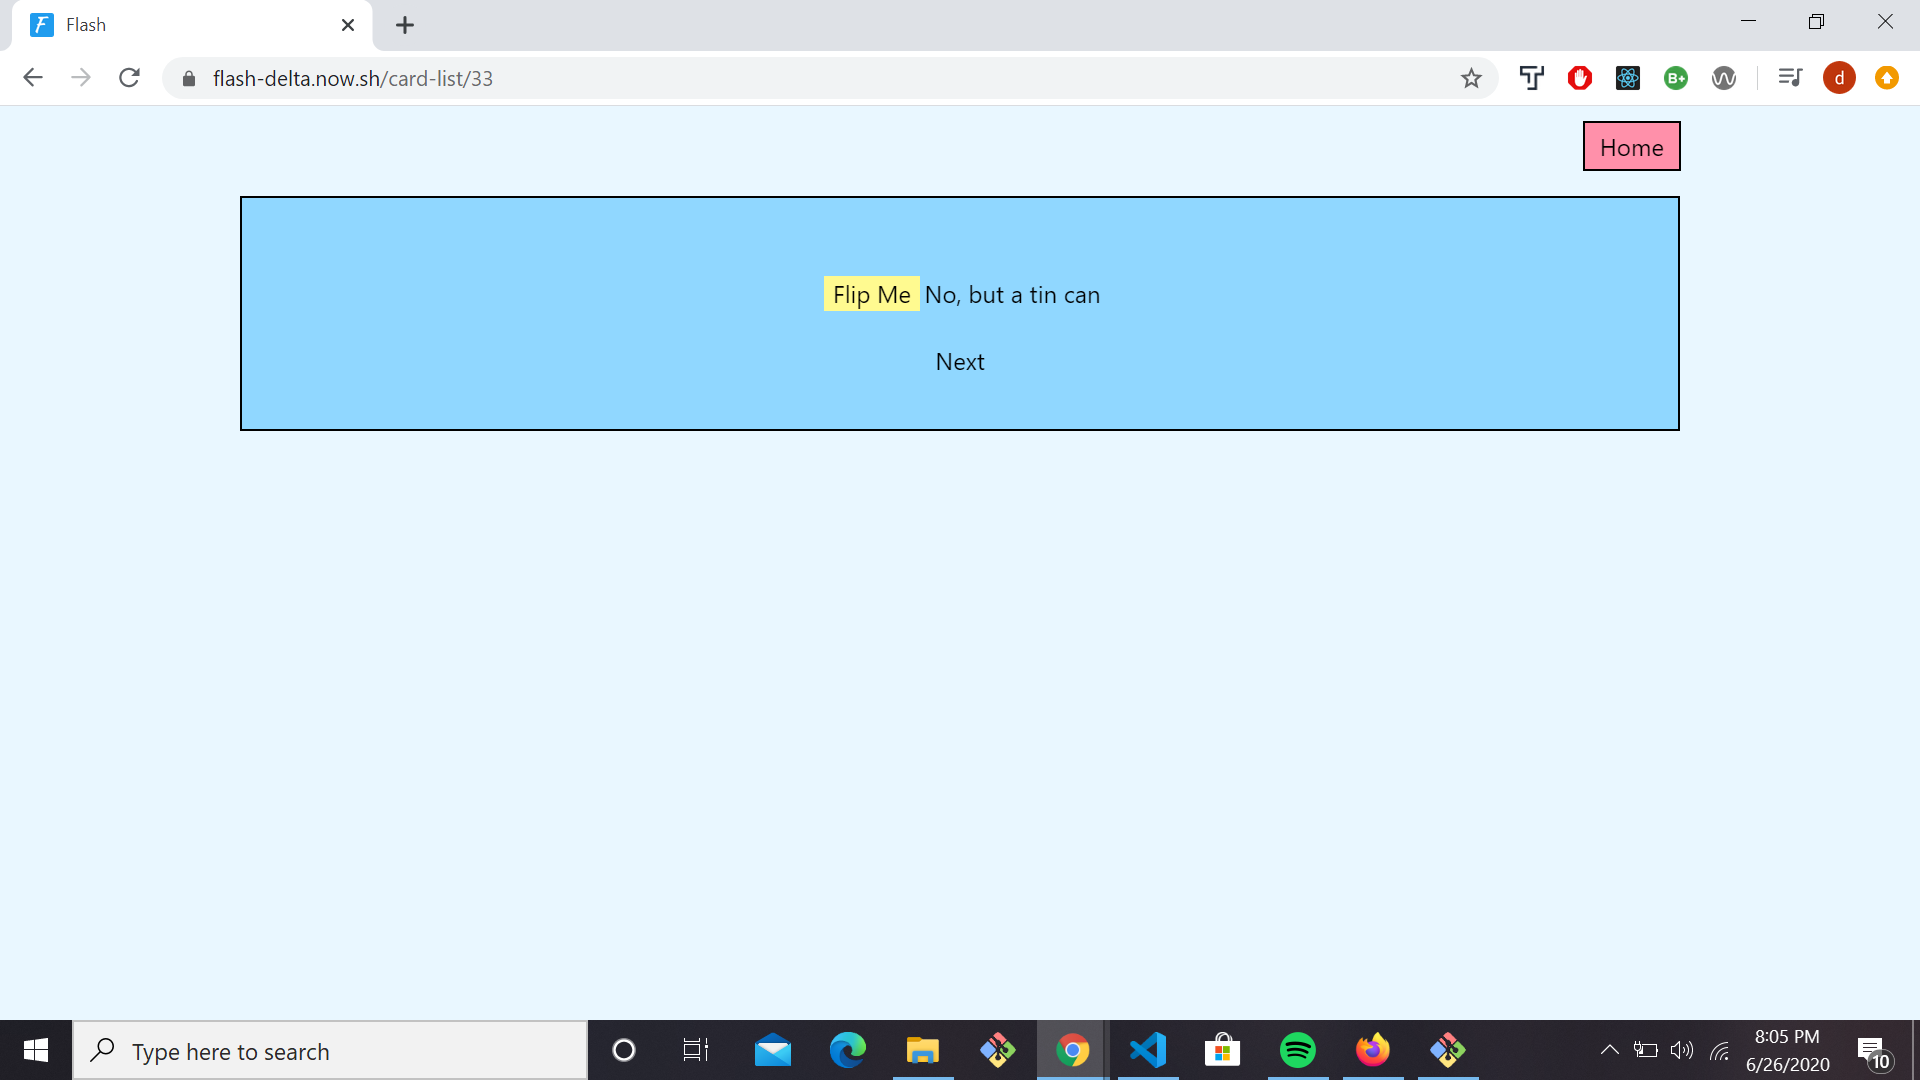 Flash
flash-delta.now.sh/card-list/33
B+
d
Home
Flip Me No, but a tin can
Next
Type here to search
8:05 PM
6/26/2020
10